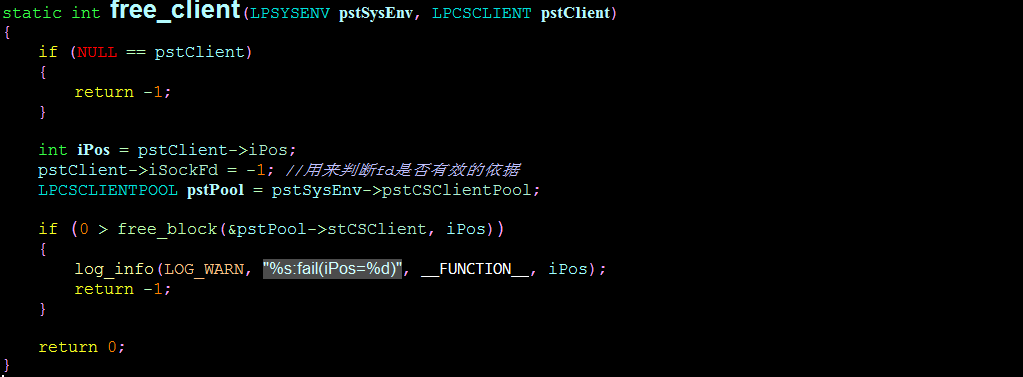 static int free_client(LPSYSENV pstSysEnv, LPCSCLIENT pstClient)
{
    if (NULL == pstClient)
    {
        return -1;
    }

    int iPos = pstClient->iPos;
    pstClient->iSockFd = -1; //用来判断fd是否有效的依据
    LPCSCLIENTPOOL pstPool = pstSysEnv->pstCSClientPool;

    if (0 > free_block(&pstPool->stCSClient, iPos))
    {
        log_info(LOG_WARN, "%s:fail(iPos=%d)", __FUNCTION__, iPos);
        return -1;
    }

    return 0;
}